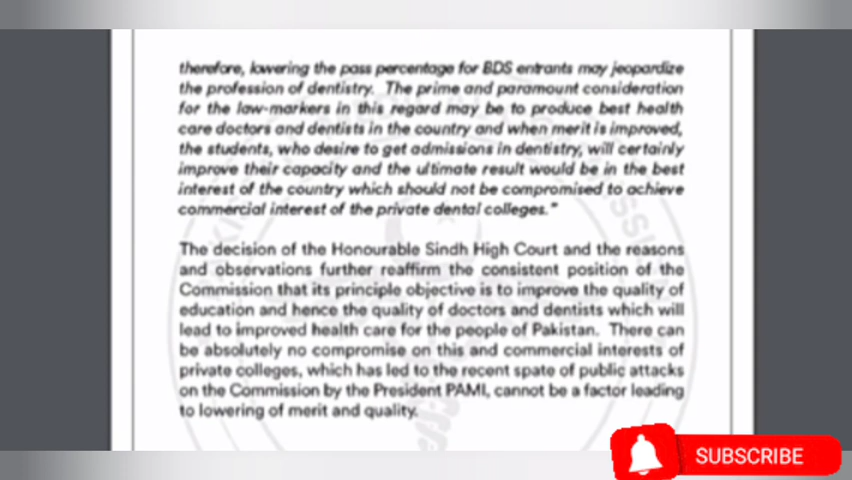 therefore, lowering the pass percentage for BDS entrants may jeopardize
the profession of dentistry. The prime and paramount consideration
for the law-markers in this regard may be to produce best health
care doctors and dentists in the country and when merit is improved,
the students, who desire to get admissions in dentistry, will certainly
improve their capacity and the ultimate result would be in the best
interest of the country which should not be compromised to achieve
commercial interest of the private dental colleges."
The decision of the Honourable Sindh High Court and the reasons
and observations further reaffirm the consistent position of the
Commission that its principle objective is to improve the quality of
education and hence the quality of doctors and dentists which will
lead to improved health care for the people of Pakistan. There can
be absolutely no compromise on this and commercial interests of
private colleges, which has led to the recent spate of public attacks
on the Commission by the President PAMI, cannot be a factor leading
to lowering of merit and quality.
SUBSCRIBE